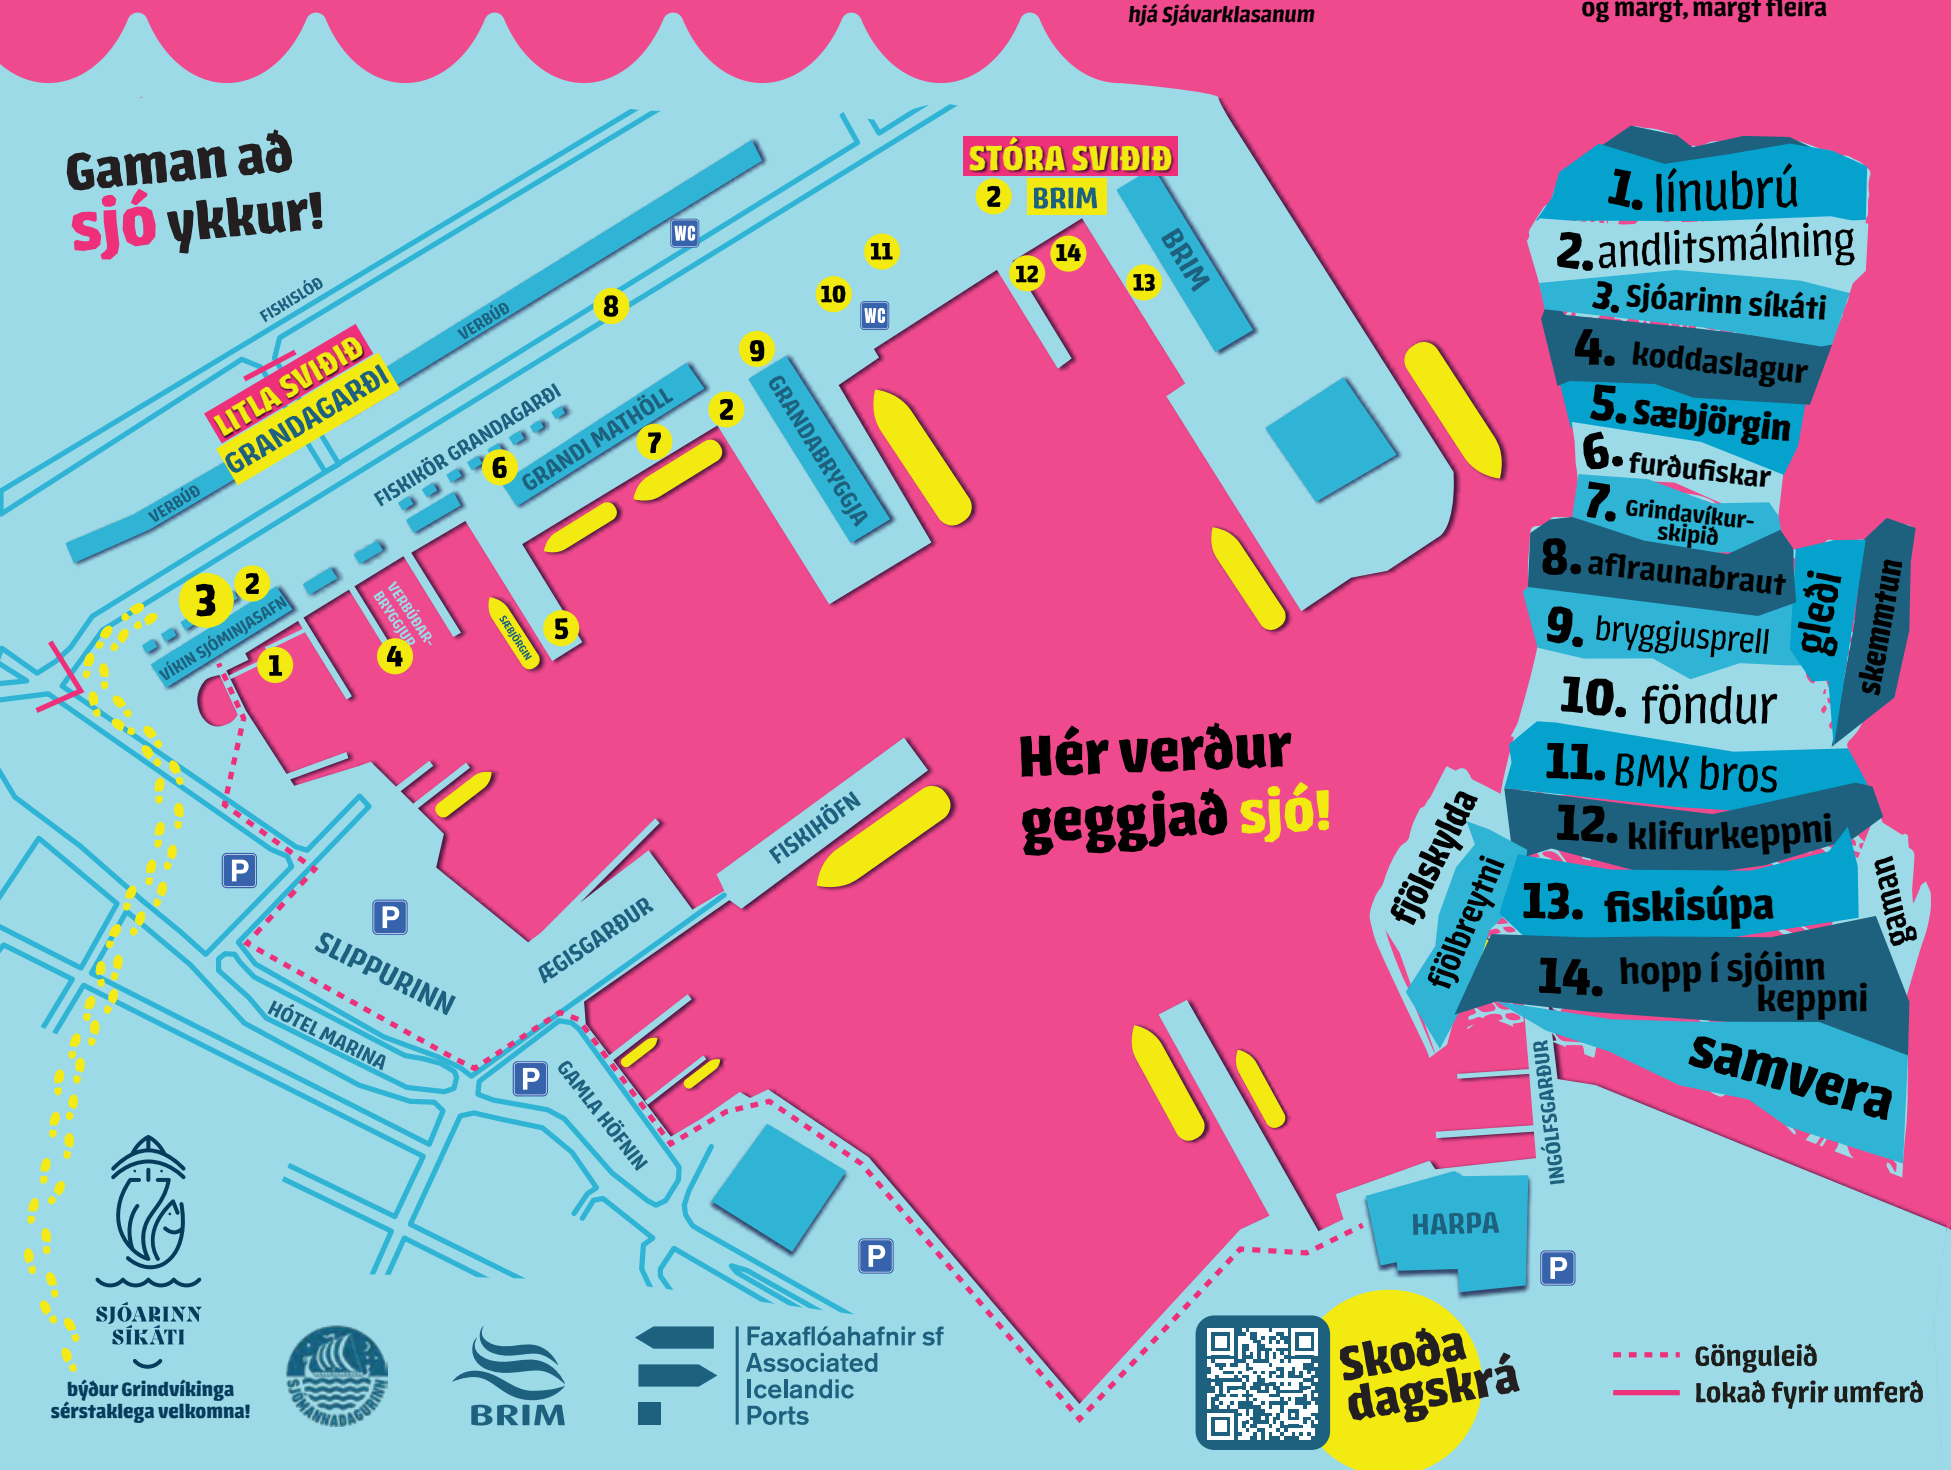 hjá Sjávarklasanum
og margt, margt fleira
Gaman að
sjó ykkur!
STÓRA SVIÐIÐ
2
BRIM
BRIM
WC
11
14
12
13
10
WC
8
FISKISLÓÐ
VERBÚÐ
LITLA SVIÐIÐ
GRANDAGARÐI
VERBÚÐ
9
2
GRANDABRYGGJA
FISKIKÖR GRANDAGARÐI
GRANDI MATHÖLL
7
6
3
2
VÍKIN SJÓMINJASAFN
1
VERBÚÐAR-
BRYGGJUR
4
SÆBJÖRGIN
5
Hér verður
geggjað sjó!
FISKIHÖFN
P
P
SLIPPURINN
ÆGISGARÐUR
HÓTEL MARINA
P
GAMLA HÖFNIN
P
INGÓLFSGARÐUR
HARPA
P
1. línubrú
2. andlitsmálning
3. Sjóarinn síkáti
4. koddaslagur
5. Sæbjörgin
6. furðufiskar
7. Grindavíkur-
skipið
8. aflraunabraut
9. bryggjusprell
10. föndur
11. BMX bros
12. klifurkeppni
13. fiskisúpa
14. hopp í sjóinn
keppni
gleði
skemmtun
fjölskylda
fjölbreytni
gaman
samvera
SJÓARINN
SÍKÁTI
býður Grindvíkinga
sérstaklega velkomna!
SJÓMANNADAGURINN!
BRIM
Faxaflóahafnir sf
Associated
Icelandic
Ports
Skoða
dagskrá
Gönguleið
Lokað fyrir umferð